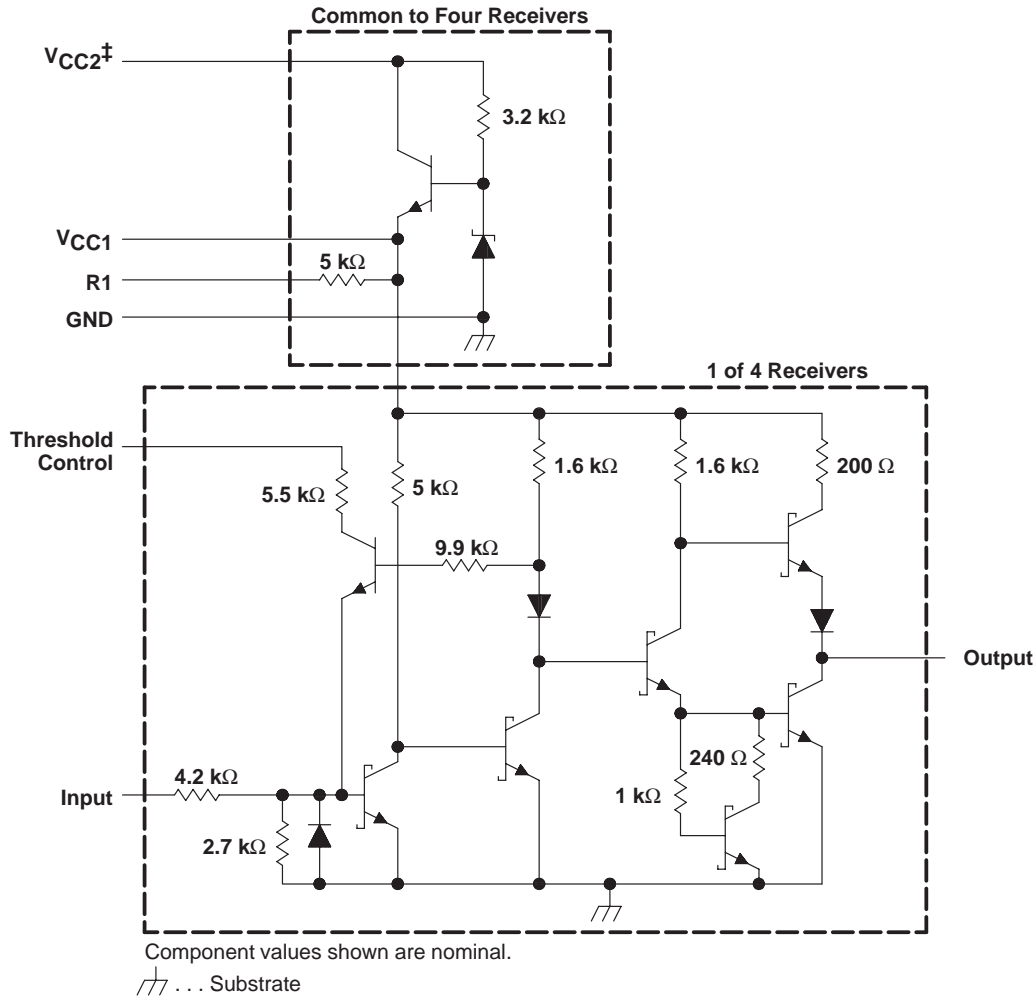 Common to Four Receivers
VCC2‡
3.2 kΩ
VCC1
5 kΩ
R1
GND
1 of 4 Receivers
Threshold
Control
5.5 kΩ
5 kΩ
1.6 kΩ
1.6 kΩ
200 Ω
9.9 kΩ
Output
240 Ω
4.2 kΩ
1 kΩ
Input
2.7 kΩ
Component values shown are nominal.
. . . Substrate